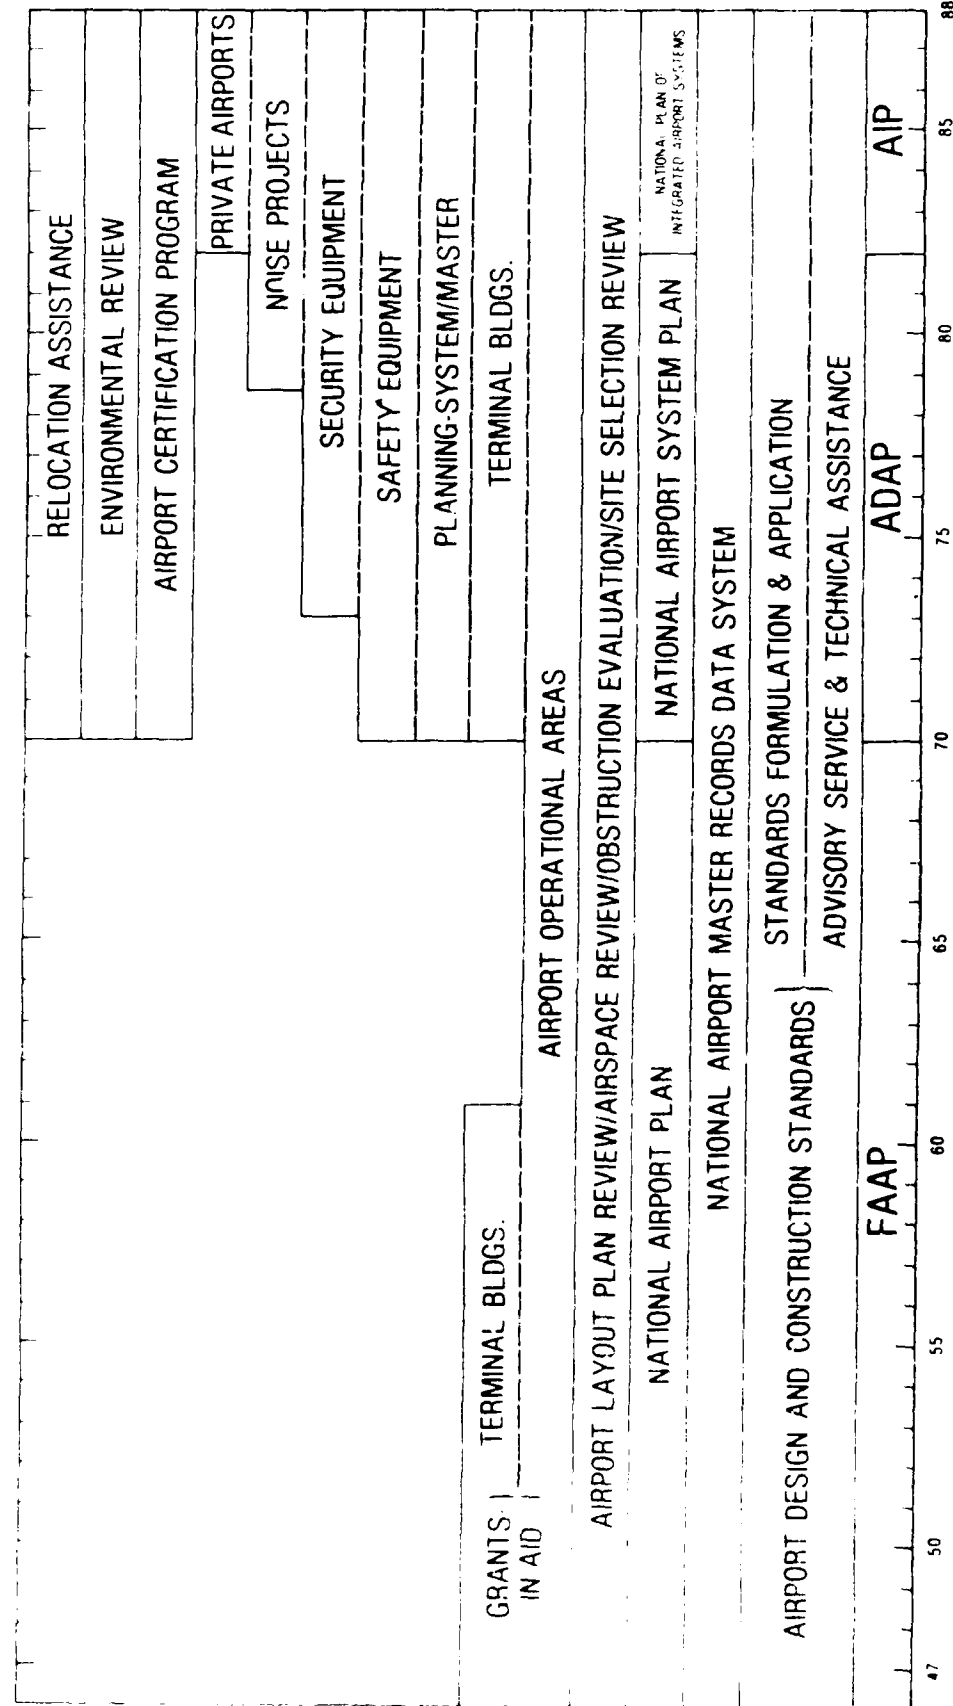 RELOCATION ASSISTANCE
ENVIRONMENTAL REVIEW
AIRPORT CERTIFICATION PROGRAM
PRIVATE AIRPORTS
NOISE PROJECTS
SECURITY EQUIPMENT
SAFETY EQUIPMENT
PLANNING-SYSTEM/MASTER
GRANTS
IN AID
TERMINAL BLDGS.
TERMINAL BLDGS.
AIRPORT OPERATIONAL AREAS
AIRPORT LAYOUT PLAN REVIEW/AIRSPACE REVIEW/OBSTRUCTION EVALUATION/SITE SELECTION REVIEW
NATIONAL AIRPORT PLAN
NATIONAL AIRPORT SYSTEM PLAN
NATIONAL PLAN OF
INTEGRATED AIRPORT SYSTEMS
NATIONAL AIRPORT MASTER RECORDS DATA SYSTEM
AIRPORT DESIGN AND CONSTRUCTION STANDARDS
STANDARDS FORMULATION & APPLICATION
ADVISORY SERVICE & TECHNICAL ASSISTANCE
FAAP ADAP AIP
47 50 55 60 65 70 75 80 85 88